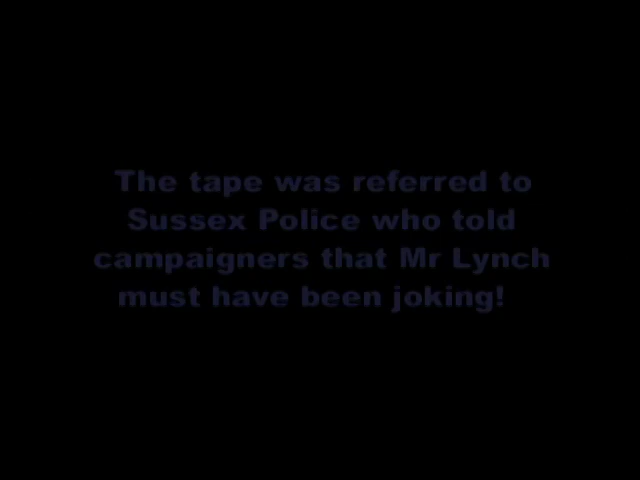 The tape was referred to
Sussex Police who told
campaigners that Mr Lynch
must have been joking!